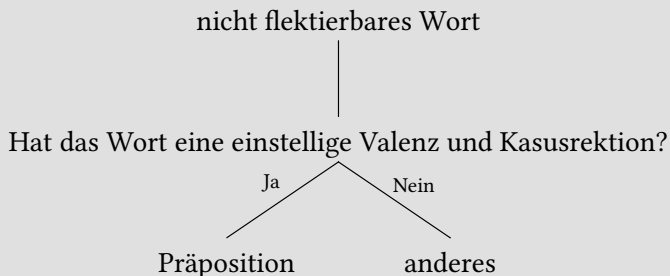 nicht flektierbares Wort
Hat das Wort eine einstellige Valenz und Kasusrektion?
Ja
Nein
Präposition
anderes